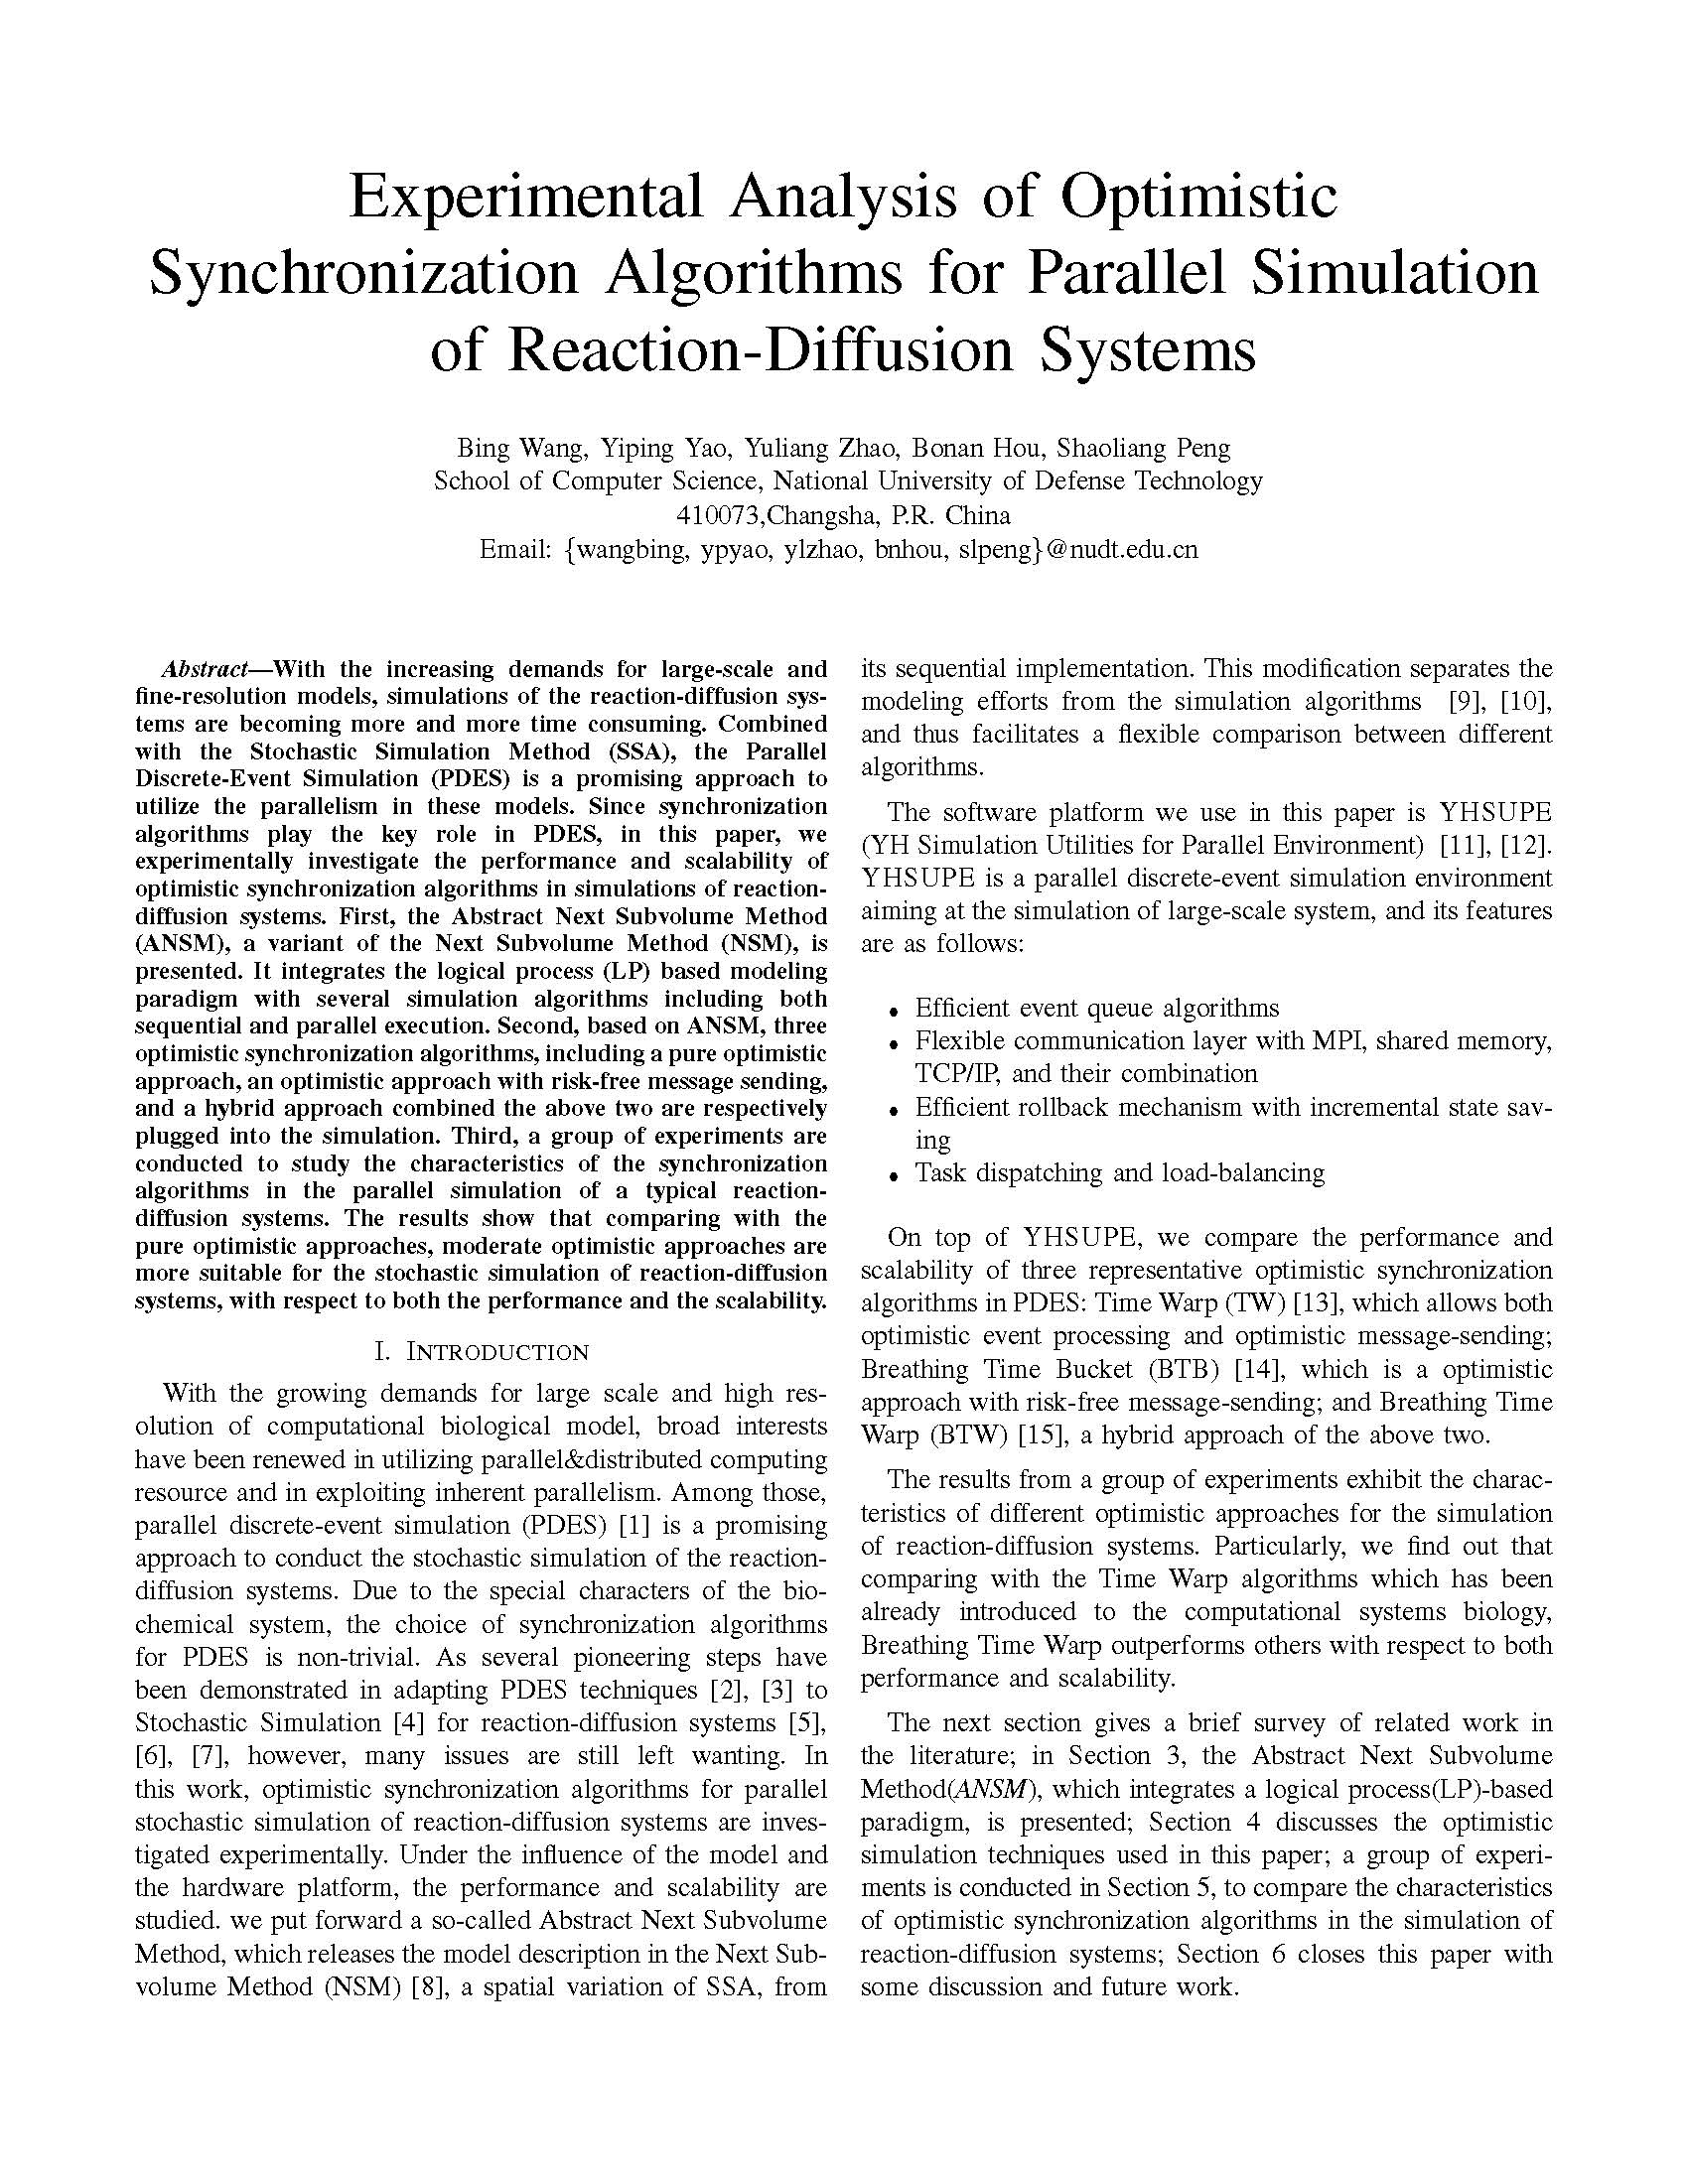 Experimental Analysis of Optimistic
Synchronization Algorithms for Parallel Simulation
of Reaction-Diffusion Systems
Bing Wang, Yiping Yao, Yuliang Zhao, Bonan Hou, Shaoliang Peng
School of Computer Science, National University of Defense Technology
410073,Changsha, P.R. China
Email: {wangbing, ypyao, ylzhao, bnhou, slpeng}@nudt.edu.cn
Abstract—With the increasing demands for large-scale and
fine-resolution models, simulations of the reaction-diffusion sys-
tems are becoming more and more time consuming. Combined
with the Stochastic Simulation Method (SSA), the Parallel
Discrete-Event Simulation (PDES) is a promising approach to
utilize the parallelism in these models. Since synchronization
algorithms play the key role in PDES, in this paper, we
experimentally investigate the performance and scalability of
optimistic synchronization algorithms in simulations of reaction-
diffusion systems. First, the Abstract Next Subvolume Method
(ANSM), a variant of the Next Subvolume Method (NSM), is
presented. It integrates the logical process (LP) based modeling
paradigm with several simulation algorithms including both
sequential and parallel execution. Second, based on ANSM, three
optimistic synchronization algorithms, including a pure optimistic
approach, an optimistic approach with risk-free message sending,
and a hybrid approach combined the above two are respectively
plugged into the simulation. Third, a group of experiments are
conducted to study the characteristics of the synchronization
algorithms in the parallel simulation of a typical reaction-
diffusion systems. The results show that comparing with the
pure optimistic approaches, moderate optimistic approaches are
more suitable for the stochastic simulation of reaction-diffusion
systems, with respect to both the performance and the scalability.
I. INTRODUCTION
With the growing demands for large scale and high res-
olution of computational biological model, broad interests
have been renewed in utilizing parallel&distributed computing
resource and in exploiting inherent parallelism. Among those,
parallel discrete-event simulation (PDES) [1] is a promising
approach to conduct the stochastic simulation of the reaction-
diffusion systems. Due to the special characters of the bio-
chemical system, the choice of synchronization algorithms
for PDES is non-trivial. As several pioneering steps have
been demonstrated in adapting PDES techniques [2], [3] to
Stochastic Simulation [4] for reaction-diffusion systems [5],
[6], [7], however, many issues are still left wanting. In
this work, optimistic synchronization algorithms for parallel
stochastic simulation of reaction-diffusion systems are inves-
tigated experimentally. Under the influence of the model and
the hardware platform, the performance and scalability are
studied. we put forward a so-called Abstract Next Subvolume
Method, which releases the model description in the Next Sub-
volume Method (NSM) [8], a spatial variation of SSA, from
its sequential implementation. This modification separates the
modeling efforts from the simulation algorithms [9], [10],
and thus facilitates a flexible comparison between different
algorithms.
The software platform we use in this paper is YHSUPE
(YH Simulation Utilities for Parallel Environment) [11], [12].
YHSUPE is a parallel discrete-event simulation environment
aiming at the simulation of large-scale system, and its features
are as follows:
• Efficient event queue algorithms
• Flexible communication layer with MPI, shared memory,
TCP/IP, and their combination
• Efficient rollback mechanism with incremental state sav-
ing
• Task dispatching and load-balancing
On top of YHSUPE, we compare the performance and
scalability of three representative optimistic synchronization
algorithms in PDES: Time Warp (TW) [13], which allows both
optimistic event processing and optimistic message-sending;
Breathing Time Bucket (BTB) [14], which is a optimistic
approach with risk-free message-sending; and Breathing Time
Warp (BTW) [15], a hybrid approach of the above two.
The results from a group of experiments exhibit the charac-
teristics of different optimistic approaches for the simulation
of reaction-diffusion systems. Particularly, we find out that
comparing with the Time Warp algorithms which has been
already introduced to the computational systems biology,
Breathing Time Warp outperforms others with respect to both
performance and scalability.
The next section gives a brief survey of related work in
the literature; in Section 3, the Abstract Next Subvolume
Method(ANSM), which integrates a logical process(LP)-based
paradigm, is presented; Section 4 discusses the optimistic
simulation techniques used in this paper; a group of experi-
ments is conducted in Section 5, to compare the characteristics
of optimistic synchronization algorithms in the simulation of
reaction-diffusion systems; Section 6 closes this paper with
some discussion and future work.